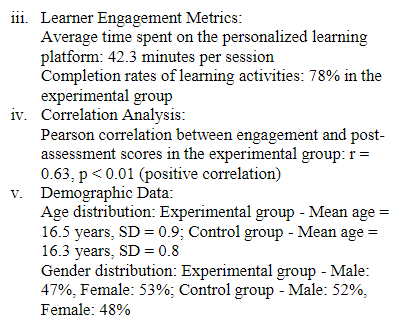 iii. Learner Engagement Metrics:
Average time spent on the personalized learning
platform: 42.3 minutes per session
Completion rates of learning activities: 78% in the
experimental group
iv. Correlation Analysis:
Pearson correlation between engagement and post-
assessment scores in the experimental group: r =
0.63, p < 0.01 (positive correlation)
v. Demographic Data:
Age distribution: Experimental group - Mean age =
16.5 years, SD = 0.9; Control group - Mean age =
16.3 years, SD = 0.8
Gender distribution: Experimental group - Male:
47%, Female: 53%; Control group - Male: 52%,
Female: 48%